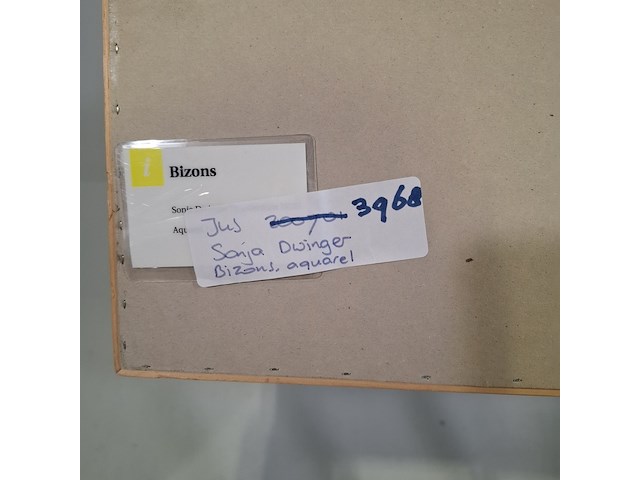 i
Bizons
Sonja
Aqu
Jus 3968
Sonja Dwinger
Bizons, aquarel